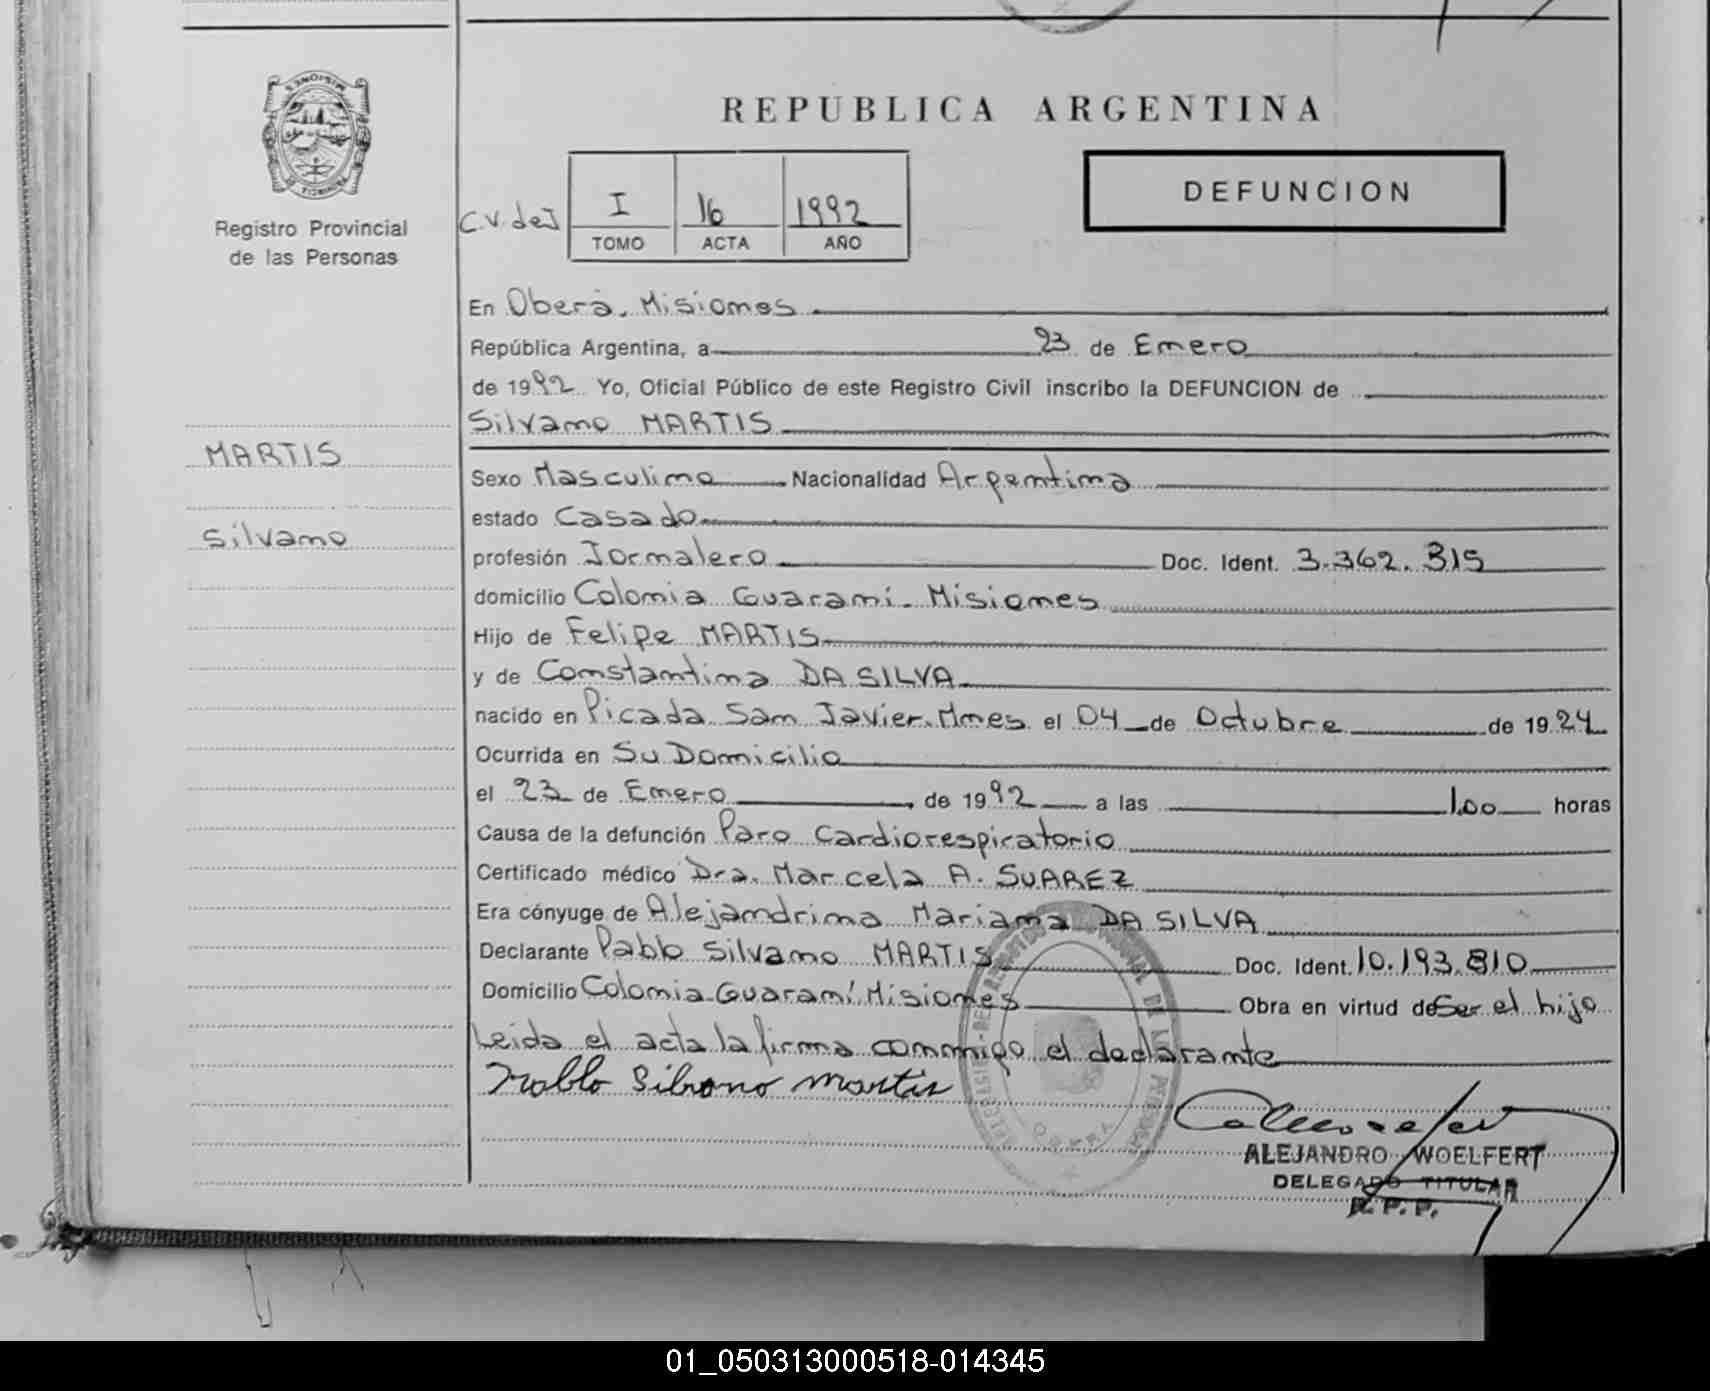 REPUBLICA ARGENTINA
DEFUNCION
Registro Provincial
de las Personas
C.V. de J
I 16 1992
TOMO ACTA AÑO
En Oberá. Misiones
República Argentina, a 23 de Enero
de 1992 Yo, Oficial Público de este Registro Civil inscribo la DEFUNCION de
Silvano MARTIS
MARTIS
Silvano
Sexo Masculino Nacionalidad Argentina
estado Casado
profesión Jornalero Doc. Ident. 3.362.315
domicilio Colonia Guaraní. Misiones
Hijo de Felipe MARTIS
y de Constantina DA SILVA
nacido en Picada San Javier. Mnes el 04 de Octubre de 1924
Ocurrida en Su Domicilio
el 23 de Enero de 1992 a las 1,00 horas
Causa de la defunción Paro Cardiorespiratorio
Certificado médico Dra. Marcela A. SUAREZ
Era cónyuge de Alejandrina Mariana DA SILVA
Declarante Pablo Silvano MARTIS Doc. Ident. 10.193.810
Domicilio Colonia Guaraní Misiones Obra en virtud de Ser el hijo
Leida el acta la firma conmigo el declarante
Pablo Silvano Martis
ALEJANDRO WOELFERT
DELEGADO TITULAR
R. P. P.
01_050313000518-014345